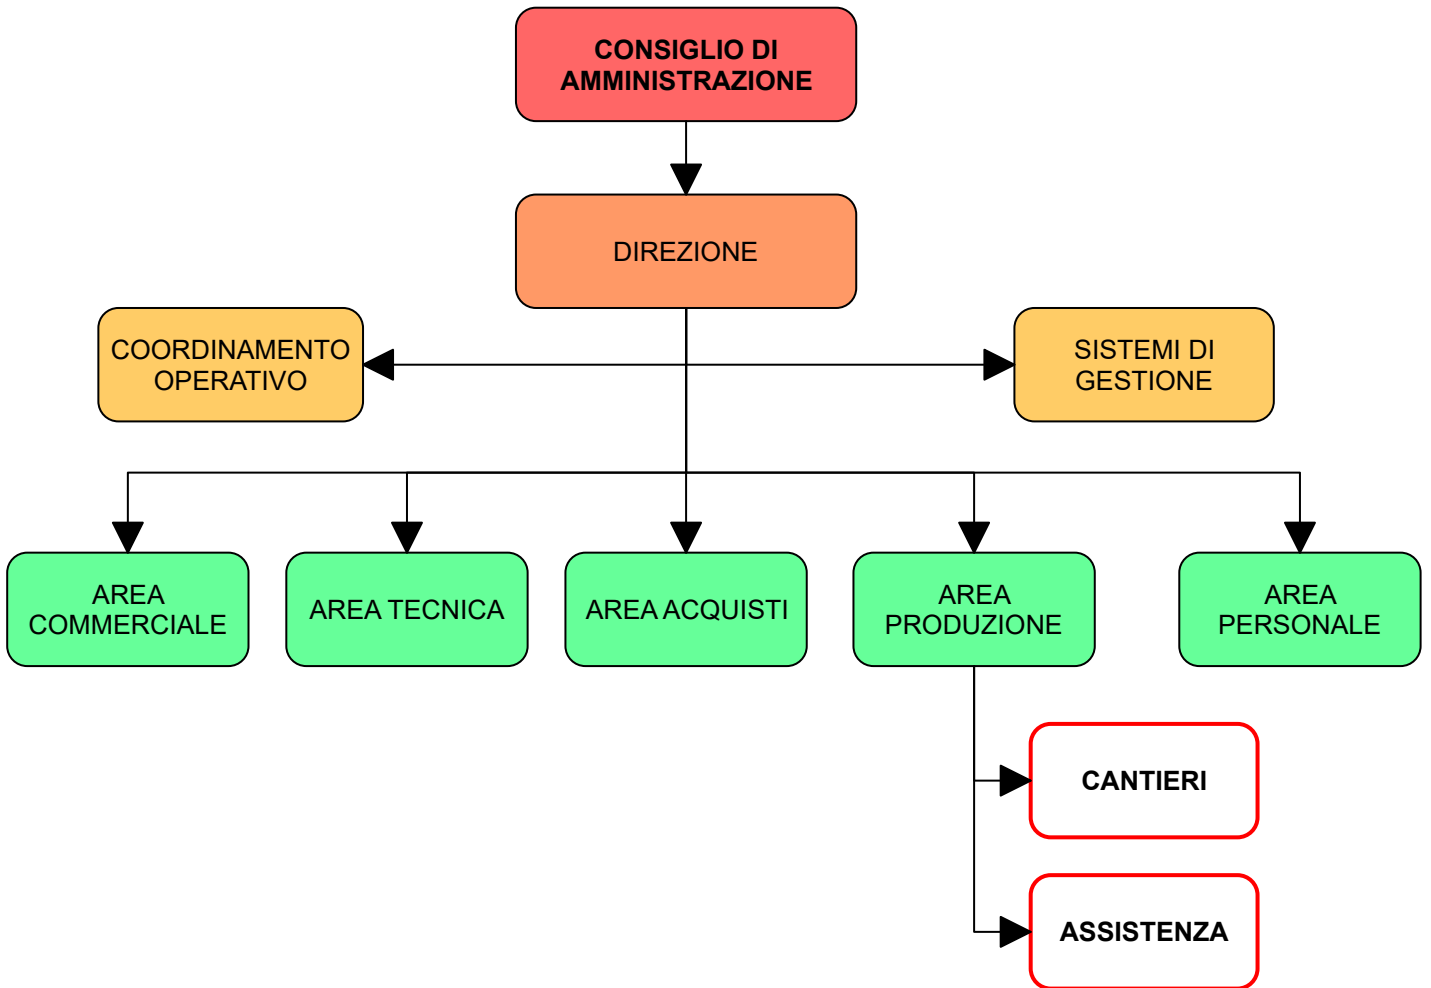 CONSIGLIO DI
AMMINISTRAZIONE
DIREZIONE
COORDINAMENTO
OPERATIVO
SISTEMI DI
GESTIONE
AREA
COMMERCIALE
AREA TECNICA
AREA ACQUISTI
AREA
PRODUZIONE
AREA
PERSONALE
CANTIERI
ASSISTENZA